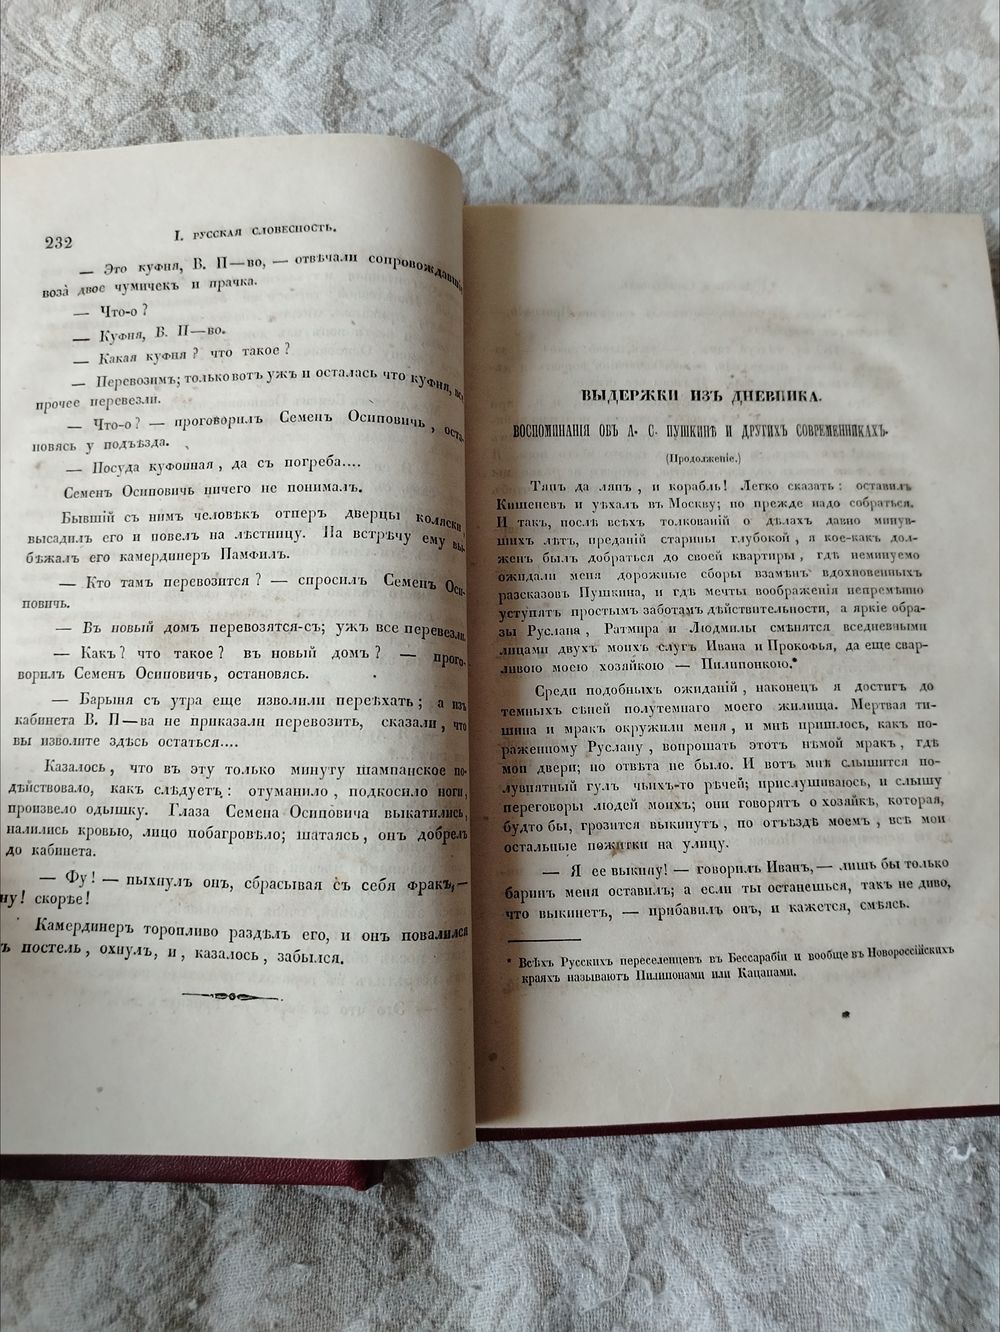 232
I. РУССКАЯ СЛОВЕСНОСТЬ.
— Это куфня, В. П—во, — отвѣчали сопровождавш
воза двое чумичекъ и прачка.
— Что-о?
— Куфня, В. П—во.
— Какая куфня? что такое?
— Перевозимъ; только вотъ ужъ и осталась что куфня, все
прочее перевезли.
— Что-о? — проговорилъ Семенъ Осиповичь, оста-
новясь у подъѣзда.
— Посуда куфонная, да съ погреба....
Семенъ Осиповичь ничего не понималъ.
Бывшій съ нимъ человѣкъ отперъ дверцы коляски,
высадилъ его и повелъ на лѣстницу. На встрѣчу ему вы-
бѣжалъ его камердинеръ Памфилъ.
— Кто тамъ перевозится? — спросилъ Семенъ Оси-
повичь.
— Въ новый домъ перевозятся-съ; ужъ все перевезли.
— Какъ? что такое? въ новый домъ? — прого-
ворилъ Семенъ Осиповичь, остановясь.
— Барыня съ утра еще изволили переѣхать; а изъ
кабинета В. П—ва не приказали перевозить, сказали, что
вы изволите здѣсь остаться....
Казалось, что въ эту только минуту шампанское по-
дѣйствовало, какъ слѣдуетъ: отуманило, подкосило ноги,
произвело одышку. Глаза Семена Осиповича выкатились,
налились кровью, лицо побагровѣло; шатаясь, онъ добрелъ
до кабинета.
— Фу! — пыхнулъ онъ, сбрасывая съ себя фракъ, —
ну! скорѣе!
Камердинеръ торопливо раздѣлъ его, и онъ повалился
ъ постель, охнулъ, и, казалось, забылся.
ВЫДЕРЖКИ ИЗЪ ДНЕВНИКА.
ВОСПОМИНАНІЯ ОБЪ А. С. ПУШКИНѢ И ДРУГИХЪ СОВРЕМЕННИКАХЪ.
(Продолженіе.)
Тяпъ да ляпъ, и корабль! Легко сказать: оставилъ
Кишеневъ и уѣхалъ въ Москву; но прежде надо собраться.
И такъ, послѣ всѣхъ толкованій о дѣлахъ давно минув-
шихъ лѣтъ, преданій старины глубокой, я кое-какъ дол-
женъ былъ добраться до своей квартиры, гдѣ неминуемо
ожидали меня дорожные сборы взамѣнъ вдохновенныхъ
разсказовъ Пушкина, и гдѣ мечты воображенія непремѣнно
уступятъ простымъ заботамъ дѣйствительности, а яркіе обра-
зы Руслана, Ратмира и Людмилы смѣнятся вседневными
лицами двухъ моихъ слугъ Ивана и Прокофья, да еще свар-
ливою моею хозяйкою — Пилипонкою.*
Среди подобныхъ ожиданій, наконецъ я достигъ до
темныхъ сѣней полутемнаго моего жилища. Мертвая ти-
шина и мракъ окружили меня, и мнѣ пришлось, какъ по-
раженному Руслану, вопрошать этотъ нѣмой мракъ, гдѣ
мои двери; но отвѣта не было. И вотъ мнѣ слышится по-
лувнятный гулъ чьихъ-то рѣчей; прислушиваюсь, и слышу
переговоры людей моихъ; они говорятъ о хозяйкѣ, которая,
будто бы, грозится выкинуть, по отъѣздѣ моемъ, всѣ мои
остальные пожитки на улицу.
— Я ее выкину! — говорилъ Иванъ, — лишь бы только
баринъ меня оставилъ; а если ты останешься, такъ не диво,
что выкинетъ, — прибавилъ онъ, и кажется, смѣясь.
* Всѣхъ Русскихъ переселенцевъ въ Бессарабіи и вообще въ Новороссійскихъ
краяхъ называютъ Пилипонами или Кацапами.
*